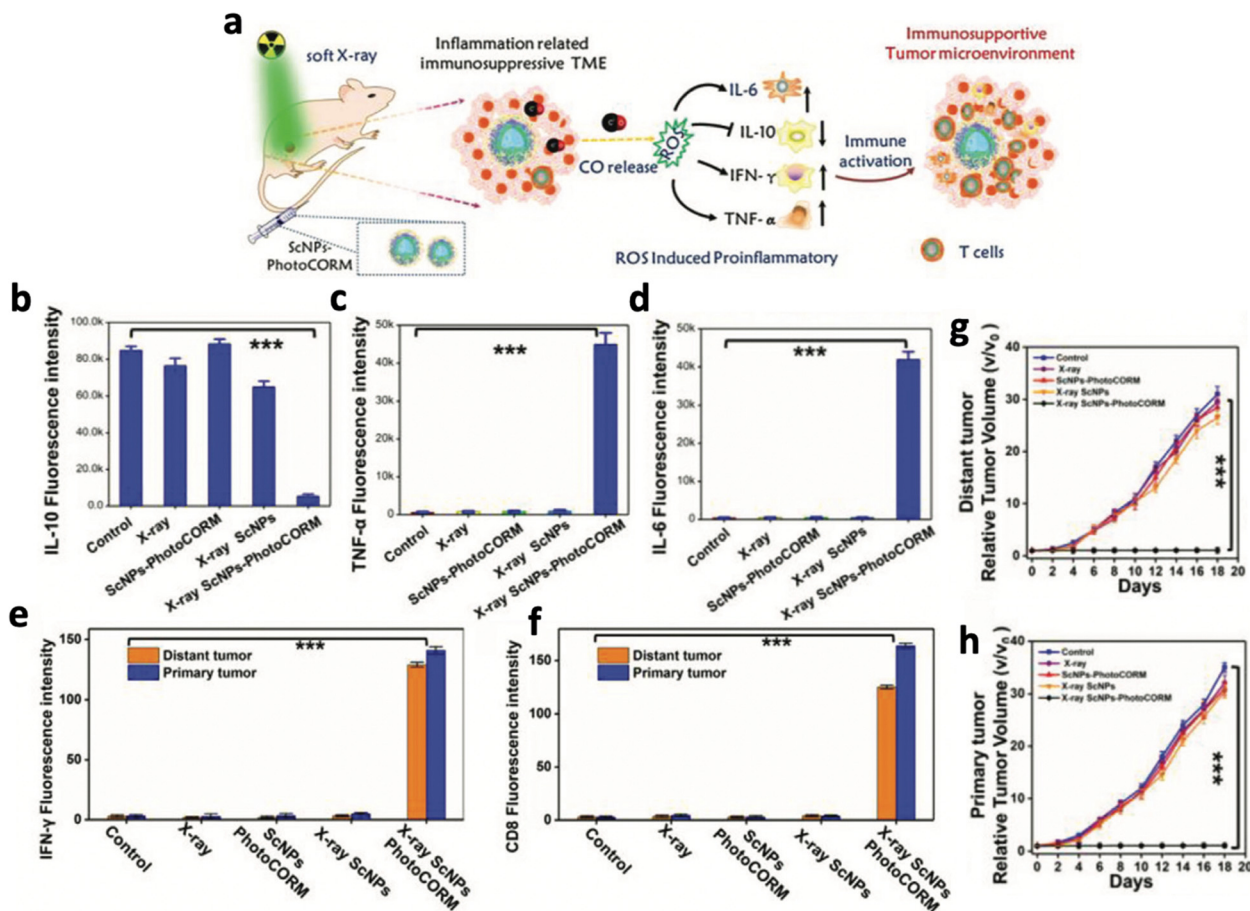 a
soft X-ray
Inflammation related
immunosuppressive TME
Immunosupportive
Tumor microenvironment
IL-6
IL-10
IFN-γ
TNF-α
ROS
CO release
Immune
activation
ScNPs-
PhotoCORM
ROS Induced Proinflammatory
T cells
b
IL-10 Fluorescence intensity
100.0k
80.0k
60.0k
40.0k
20.0k
0.0
***
Control
X-ray
ScNPs-PhotoCORM
X-ray ScNPs
X-ray ScNPs-PhotoCORM
c
TNF-α Fluorescence intensity
50k
40k
30k
20k
10k
0
***
Control
X-ray
ScNPs-PhotoCORM
X-ray ScNPs
X-ray ScNPs-PhotoCORM
d
IL-6 Fluorescence intensity
50k
40k
30k
20k
10k
0
***
Control
X-ray
ScNPs-PhotoCORM
X-ray ScNPs
X-ray ScNPs-PhotoCORM
g
Distant tumor
Relative Tumor Volume (v/v0)
40
30
20
10
0
Control
X-ray
ScNPs-PhotoCORM
X-ray ScNPs
X-ray ScNPs-PhotoCORM
***
0 2 4 6 8 10 12 14 16 18 20
Days
e
IFN-γ Fluorescence intensity
150
100
50
0
***
Distant tumor
Primary tumor
Control
X-ray
ScNPs
PhotoCORM
X-ray ScNPs
X-ray ScNPs
PhotoCORM
f
CD8 Fluorescence intensity
150
100
50
0
***
Distant tumor
Primary tumor
Control
X-ray
ScNPs
PhotoCORM
X-ray ScNPs
X-ray ScNPs
PhotoCORM
h
Primary tumor
Relative Tumor Volume (v/v0)
40
30
20
10
0
Control
X-ray
ScNPs-PhotoCORM
X-ray ScNPs
X-ray ScNPs-PhotoCORM
***
0 2 4 6 8 10 12 14 16 18 20
Days